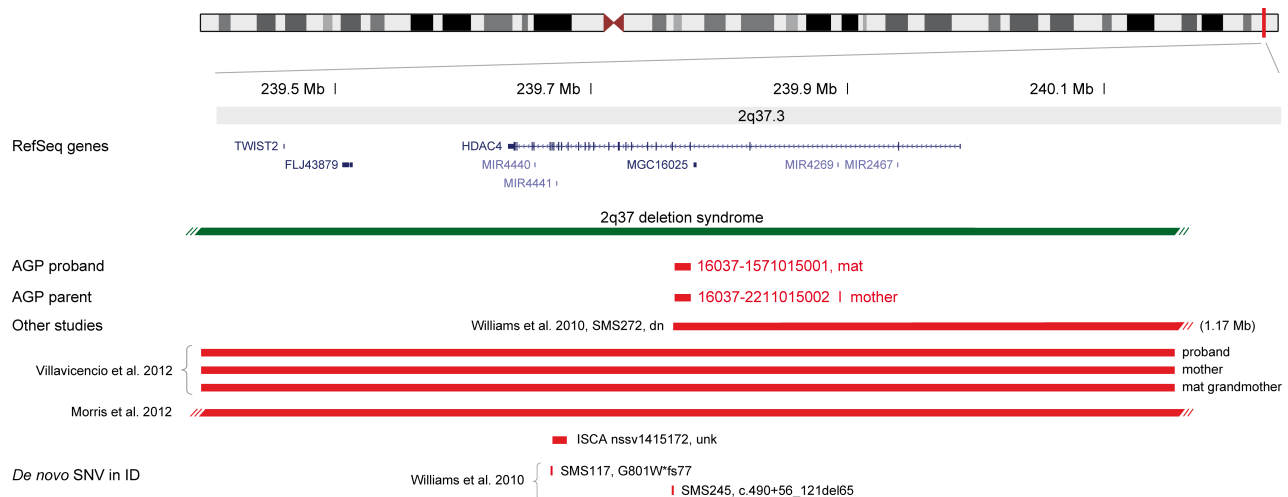 239.5 Mb 239.7 Mb 239.9 Mb 240.1 Mb
2q37.3
RefSeq genes TWIST2 HDAC4
FLJ43879 MIR4440 MGC16025 MIR4269 MIR2467
MIR4441
2q37 deletion syndrome
AGP proband 16037-1571015001, mat
AGP parent 16037-2211015002 | mother
Other studies Williams et al. 2010, SMS272, dn (1.17 Mb)
proband
Villavicencio et al. 2012 mother
mat grandmother
Morris et al. 2012
ISCA nssv1415172, unk
De novo SNV in ID Williams et al. 2010 SMS117, G801W*fs77
SMS245, c.490+56_121del65